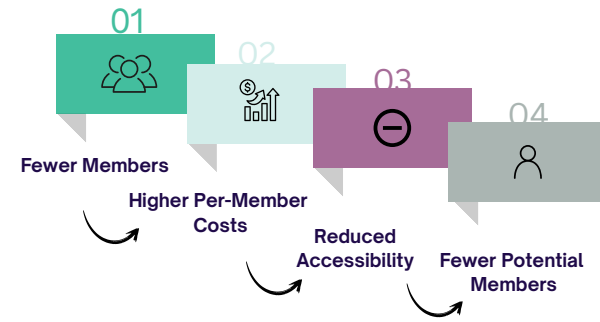 01
Fewer Members
02
$
Higher Per-Member
Costs
03
Reduced
Accessibility
04
Fewer Potential
Members